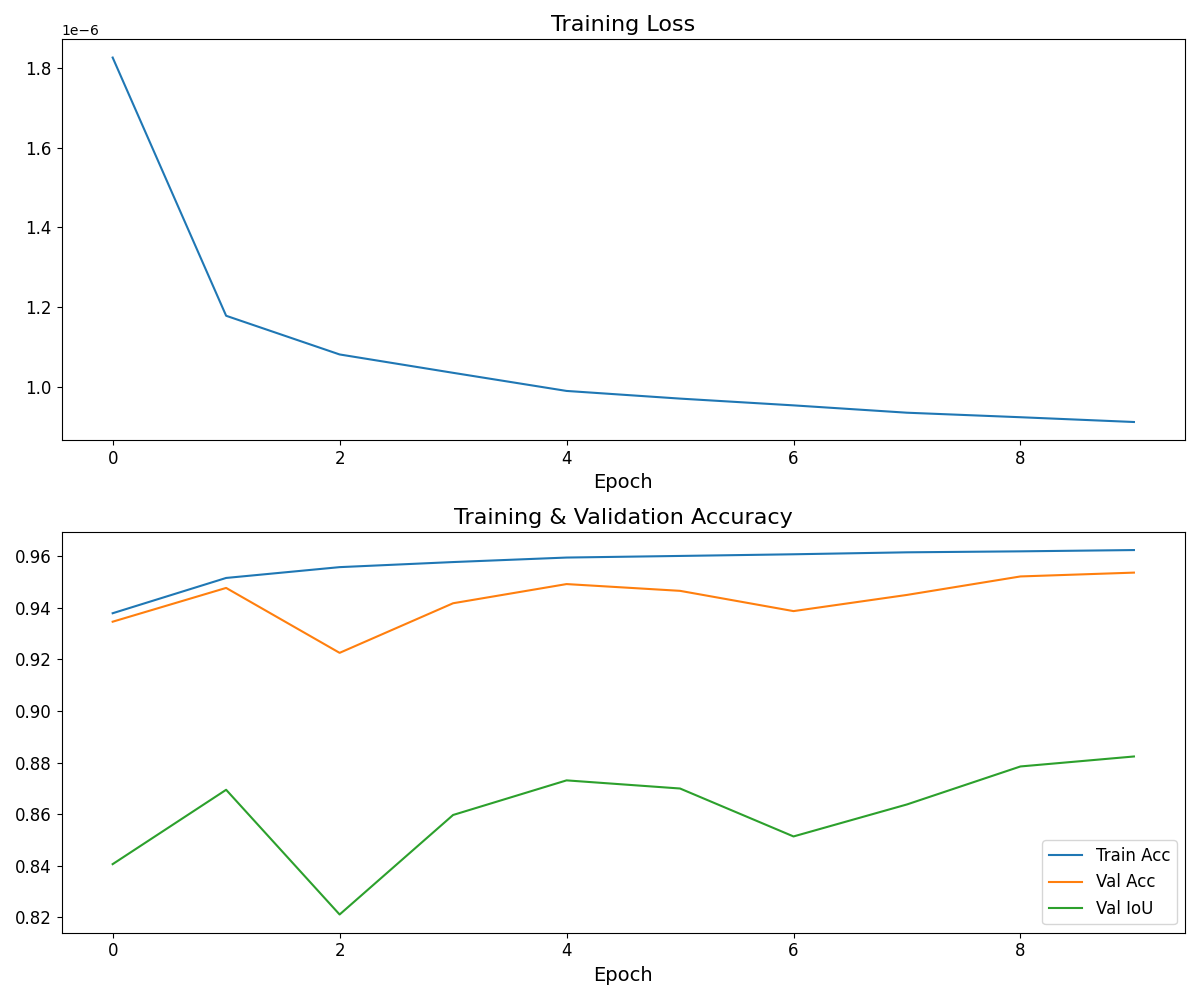 Training Loss
1e−6
1.8
1.6
1.4
1.2
1.0
0 2 4 6 8
Epoch
Training & Validation Accuracy
0.96
0.94
0.92
0.90
0.88
0.86
0.84
0.82
Train Acc
Val Acc
Val IoU
0 2 4 6 8
Epoch